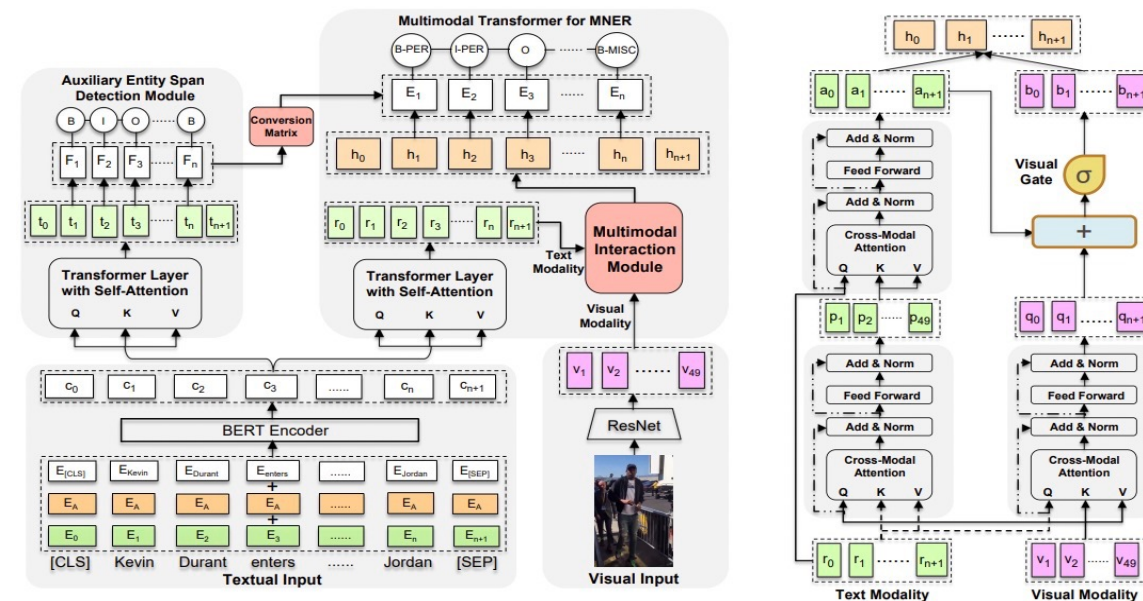 Multimodal Transformer for MNER
B-PER I-PER O ...... B-MISC
E1 E2 E3 ...... En
h0 h1 h2 h3 ...... hn hn+1
Auxiliary Entity Span
Detection Module
B I O ...... B
F1 F2 F3 ...... Fn
t0 t1 t2 t3 ...... tn tn+1
Conversion
Matrix
r0 r1 r2 r3 ...... rn rn+1
Text
Modality
Multimodal
Interaction
Module
Visual
Modality
Transformer Layer
with Self-Attention
Q K V
Transformer Layer
with Self-Attention
Q K V
c0 c1 c2 c3 ...... cn cn+1
BERT Encoder
E[CLS] EKevin EDurant Eenters ...... EJordan E[SEP]
+
EA EA EA EA ...... EA EA
+
E0 E1 E2 E3 ...... En En+1
[CLS] Kevin Durant enters ...... Jordan [SEP]
Textual Input
v1 v2 ...... v49
ResNet
Visual Input
h0 h1 ...... hn+1
a0 a1 ...... an+1
b0 b1 ...... bn+1
Add & Norm
Feed Forward
Add & Norm
Cross-Modal
Attention
Q K V
Visual
Gate
σ
+
p1 p2 ...... p49
q0 q1 ...... qn+1
Add & Norm
Feed Forward
Add & Norm
Cross-Modal
Attention
Q K V
Add & Norm
Feed Forward
Add & Norm
Cross-Modal
Attention
Q K V
r0 r1 ...... rn+1
v1 v2 ...... v49
Text Modality
Visual Modality